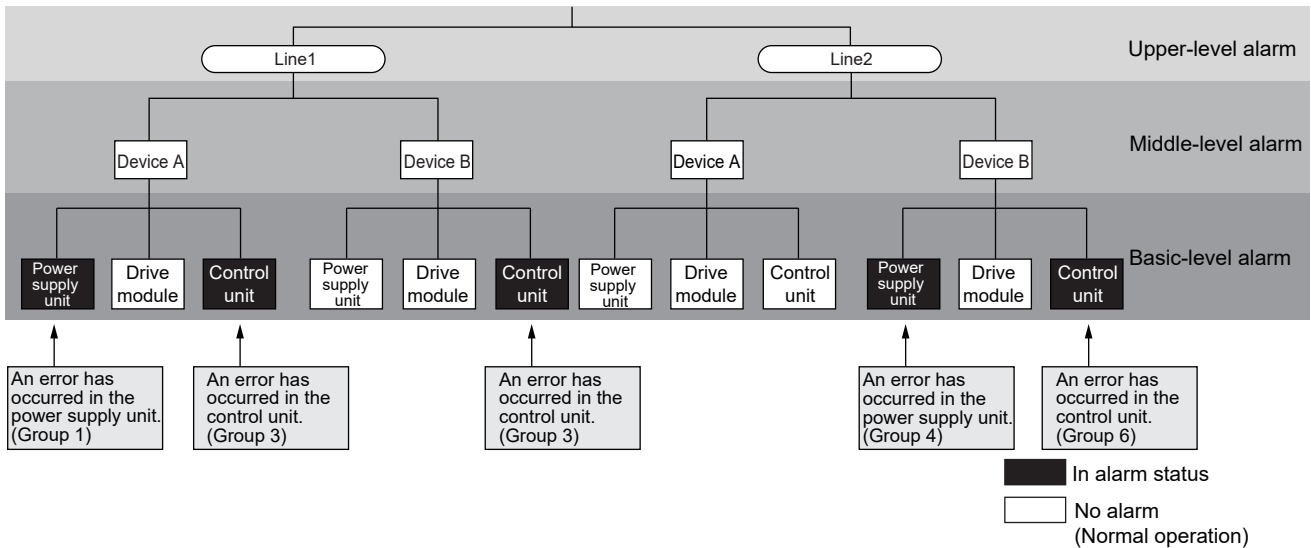 Line1
Line2
Upper-level alarm
Device A
Device B
Device A
Device B
Middle-level alarm
Power
supply
unit
Drive
module
Control
unit
Power
supply
unit
Drive
module
Control
unit
Power
supply
unit
Drive
module
Control
unit
Power
supply
unit
Drive
module
Control
unit
Basic-level alarm
An error has
occurred in the
power supply unit.
(Group 1)
An error has
occurred in the
control unit.
(Group 3)
An error has
occurred in the
control unit.
(Group 3)
An error has
occurred in the
power supply unit.
(Group 4)
An error has
occurred in the
control unit.
(Group 6)
In alarm status
No alarm
(Normal operation)